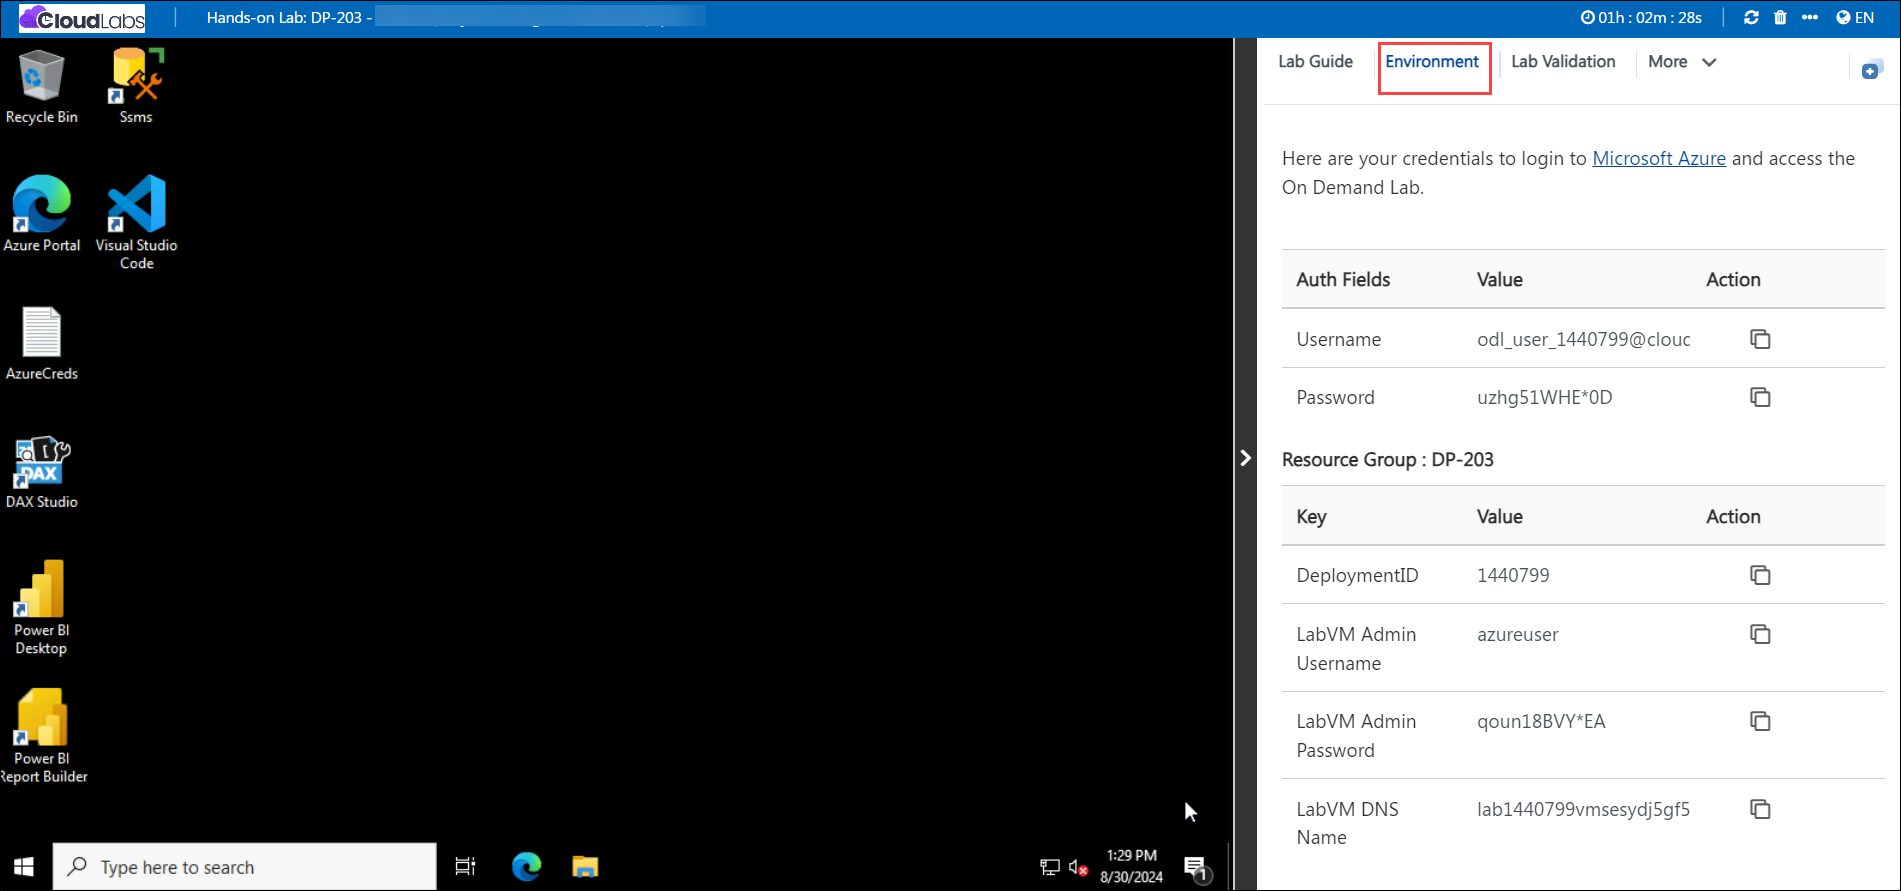 CloudLabs
Hands-on Lab: DP-203 -
01h : 02m : 28s
EN
Recycle Bin
Ssms
Azure Portal
Visual Studio
Code
AzureCreds
DAX
DAX Studio
Power BI
Desktop
Power BI
Report Builder
Type here to search
1:29 PM
8/30/2024
1
Lab Guide
Environment
Lab Validation
More
Here are your credentials to login to Microsoft Azure and access the
On Demand Lab.
Auth Fields Value Action
Username odl_user_1440799@clouc
Password uzhg51WHE*0D
Resource Group : DP-203
Key Value Action
DeploymentID 1440799
LabVM Admin
Username
azureuser
LabVM Admin
Password
qoun18BVY*EA
LabVM DNS
Name
lab1440799vmsesydj5gf5